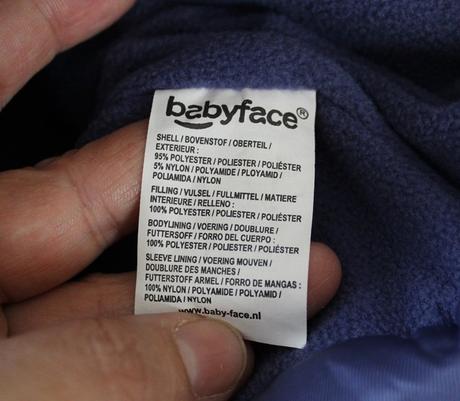 babyface®
SHELL / BOVENSTOF / OBERTEIL /
EXTERIEUR :
95% POLYESTER / POLIESTER / POLIÉSTER
5% NYLON / POLYAMIDE / PLOYAMID /
POLIAMIDA / NYLON
FILLING / VULSEL / FULLMITTEL / MATIERE
INTERIEURE / RELLENO :
100% POLYESTER / POLIESTER / POLIÉSTER
BODYLINING / VOERING / DOUBLURE /
FUTTERSOFF / FORRO DEL CUERPO :
100% POLYESTER / POLIESTER / POLIÉSTER
SLEEVE LINING / VOERING MOUVEN /
DOUBLURE DES MANCHES /
FUTTERSTOFF ARMEL / FORRO DE MANGAS :
100% NYLON / POLYAMIDE / POLYAMID /
POLIAMIDA / NYLON
www.baby-face.nl